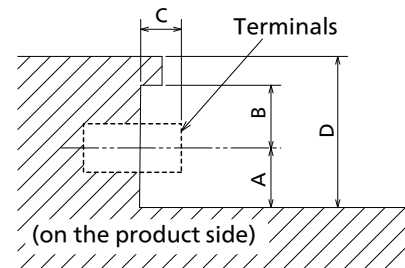 C
Terminals
B
D
A
(on the product side)